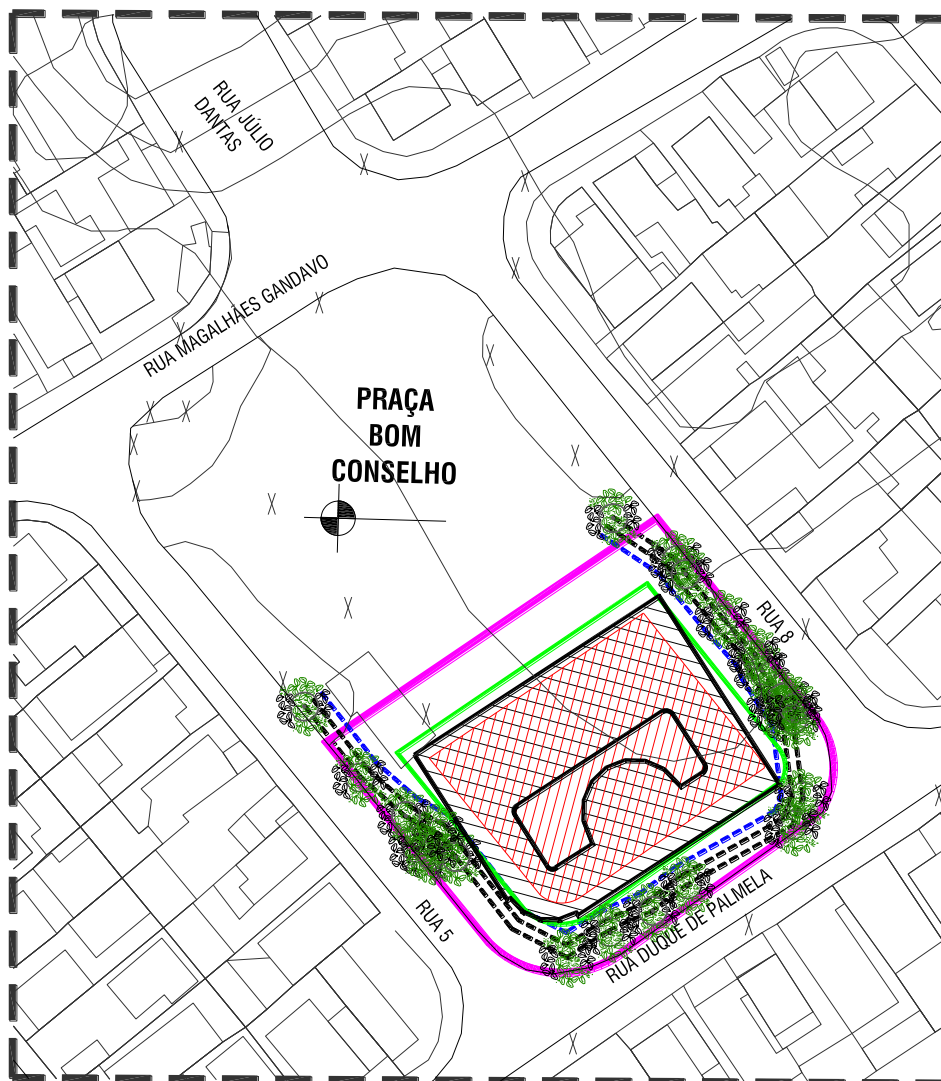 RUA JÚLIO
DANTAS
RUA MAGALHÃES GANDAVO
PRAÇA
BOM
CONSELHO
RUA 8
RUA 5
RUA DUQUE DE PALMELA